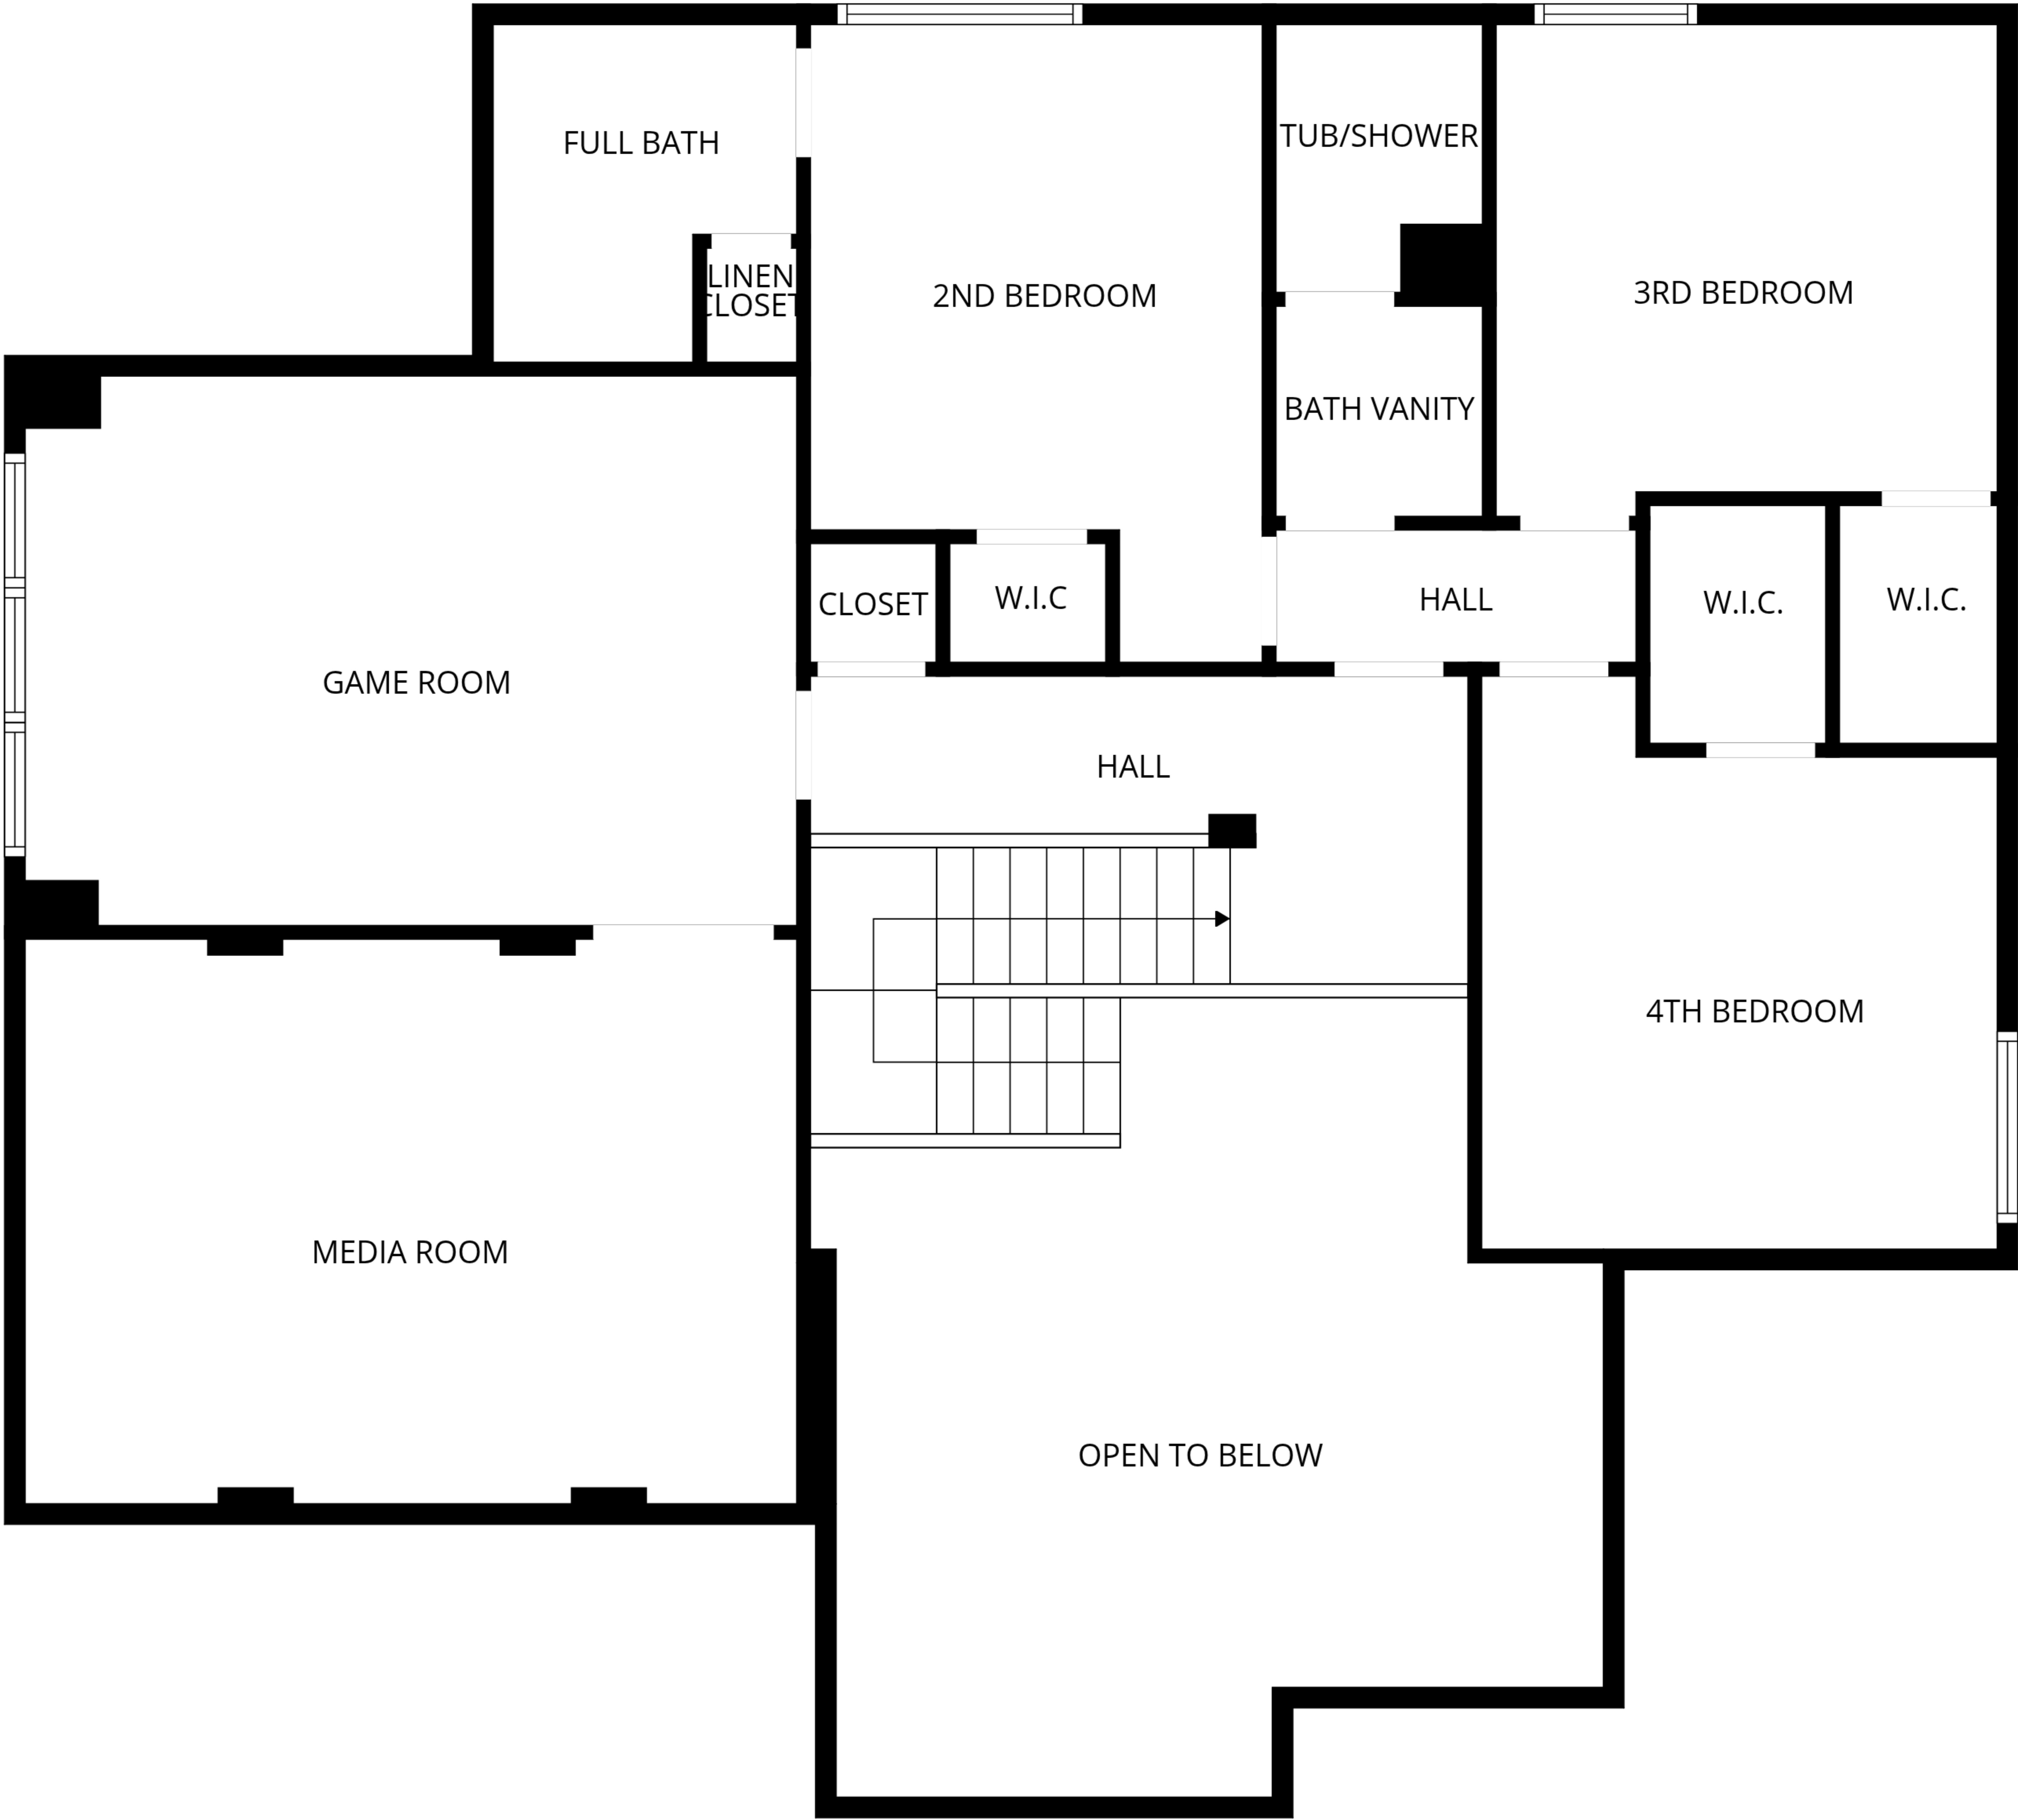 FULL BATH
TUB/SHOWER
LINEN
CLOSET
2ND BEDROOM
3RD BEDROOM
BATH VANITY
CLOSET
W.I.C
HALL
W.I.C.
W.I.C.
GAME ROOM
HALL
4TH BEDROOM
MEDIA ROOM
OPEN TO BELOW